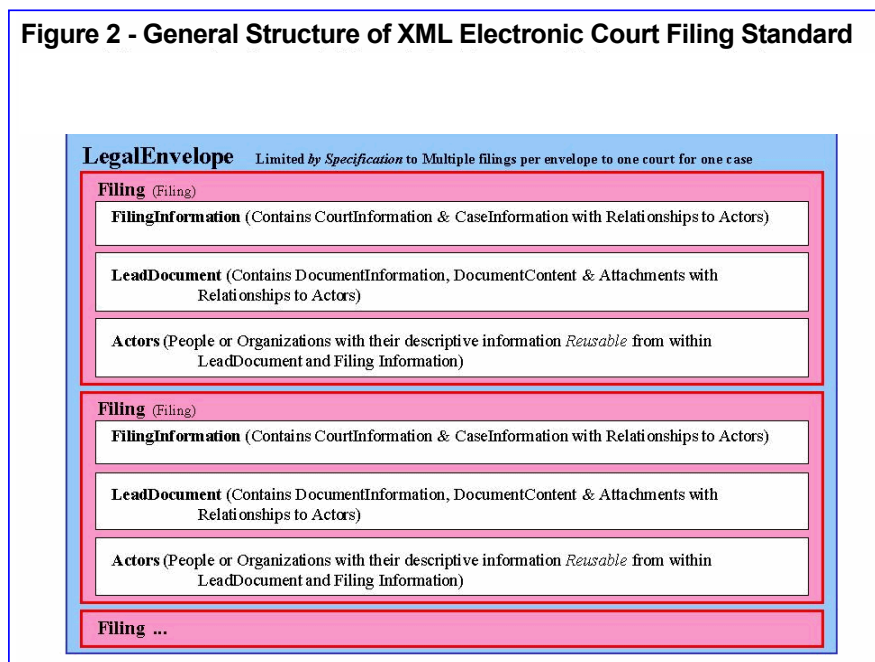 Figure 2 - General Structure of XML Electronic Court Filing Standard
LegalEnvelope Limited by Specification to Multiple filings per envelope to one court for one case
Filing (Filing)
FilingInformation (Contains CourtInformation & CaseInformation with Relationships to Actors)
LeadDocument (Contains DocumentInformation, DocumentContent & Attachments with
Relationships to Actors)
Actors (People or Organizations with their descriptive information Reusable from within
LeadDocument and Filing Information)
Filing (Filing)
FilingInformation (Contains CourtInformation & CaseInformation with Relationships to Actors)
LeadDocument (Contains DocumentInformation, DocumentContent & Attachments with
Relationships to Actors)
Actors (People or Organizations with their descriptive information Reusable from within
LeadDocument and Filing Information)
Filing ...